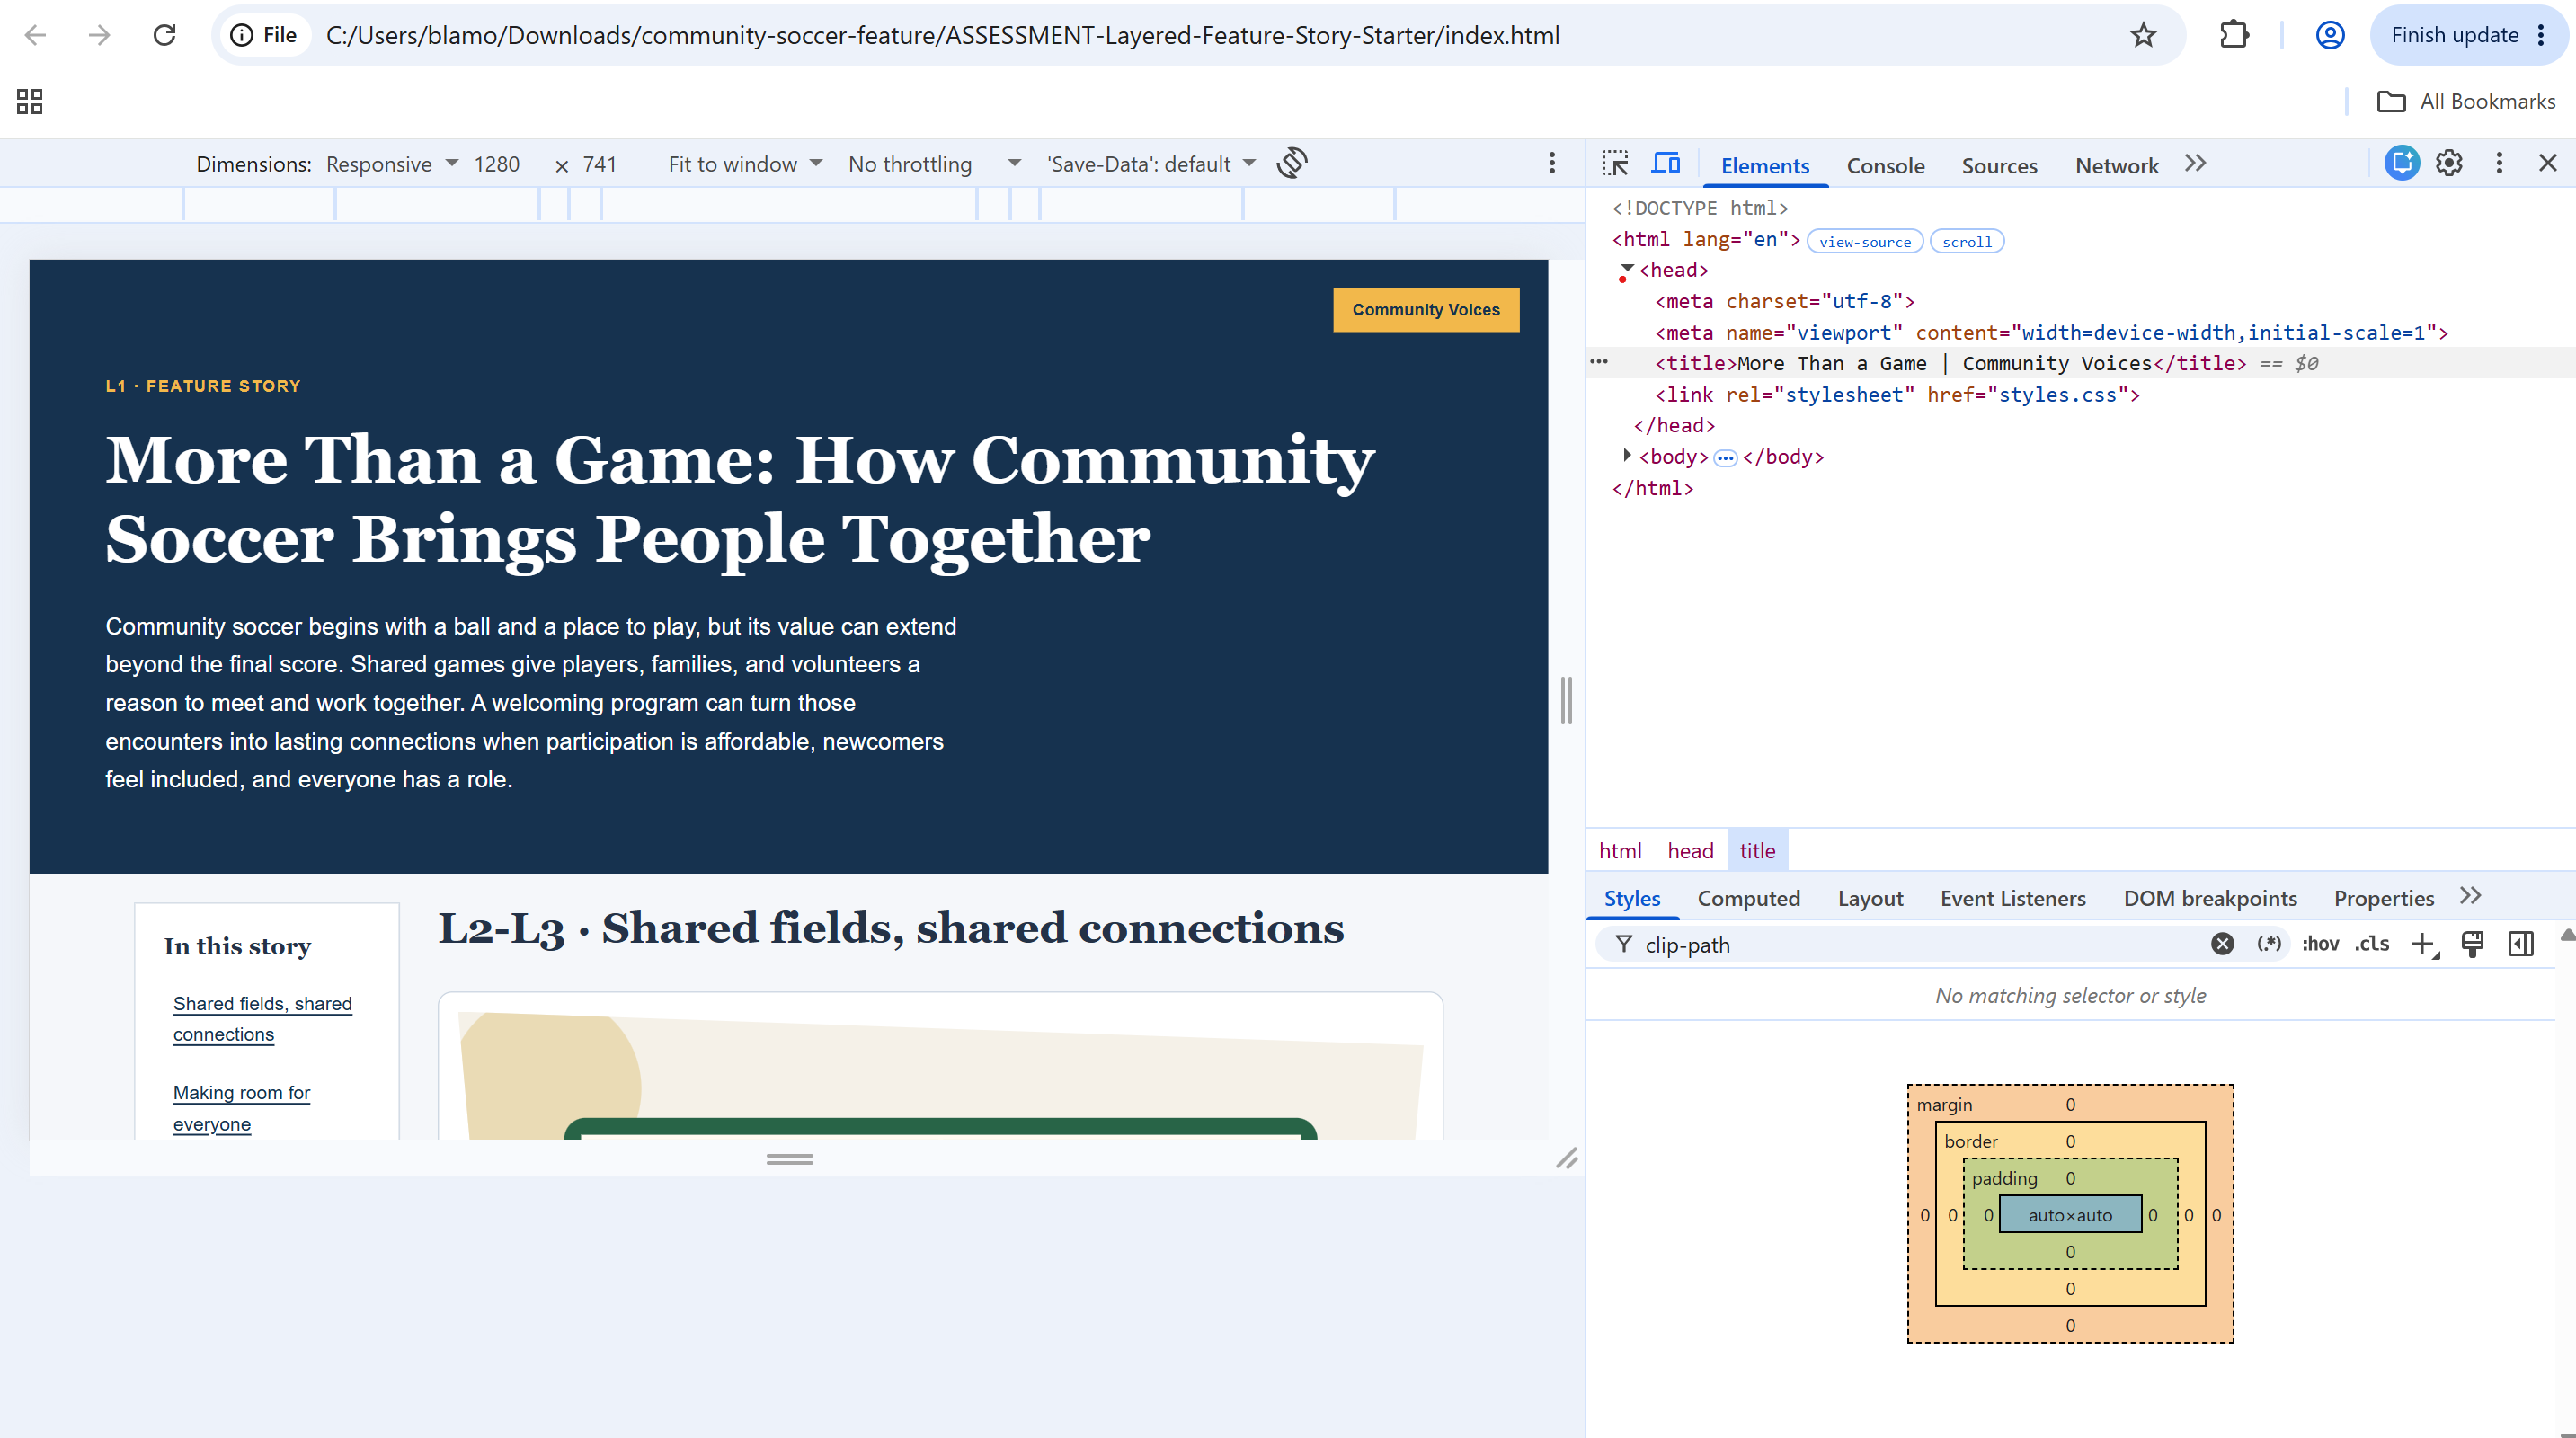 File
C:/Users/blamo/Downloads/community-soccer-feature/ASSESSMENT-Layered-Feature-Story-Starter/index.html
Finish update
All Bookmarks
Dimensions: Responsive 1280 × 741 Fit to window No throttling 'Save-Data': default
Community Voices
L1 · FEATURE STORY
More Than a Game: How Community
Soccer Brings People Together
Community soccer begins with a ball and a place to play, but its value can extend
beyond the final score. Shared games give players, families, and volunteers a
reason to meet and work together. A welcoming program can turn those
encounters into lasting connections when participation is affordable, newcomers
feel included, and everyone has a role.
In this story
Shared fields, shared
connections
Making room for
everyone
L2-L3 · Shared fields, shared connections
Elements Console Sources Network
<!DOCTYPE html>
<html lang="en"> view-source scroll
<head>
<meta charset="utf-8">
<meta name="viewport" content="width=device-width,initial-scale=1">
<title>More Than a Game | Community Voices</title> == $0
<link rel="stylesheet" href="styles.css">
</head>
<body> </body>
</html>
html head title
Styles Computed Layout Event Listeners DOM breakpoints Properties
clip-path (.*) :hov .cls
No matching selector or style
margin 0
border 0
padding 0
0 0 0 auto×auto 0 0 0
0
0
0